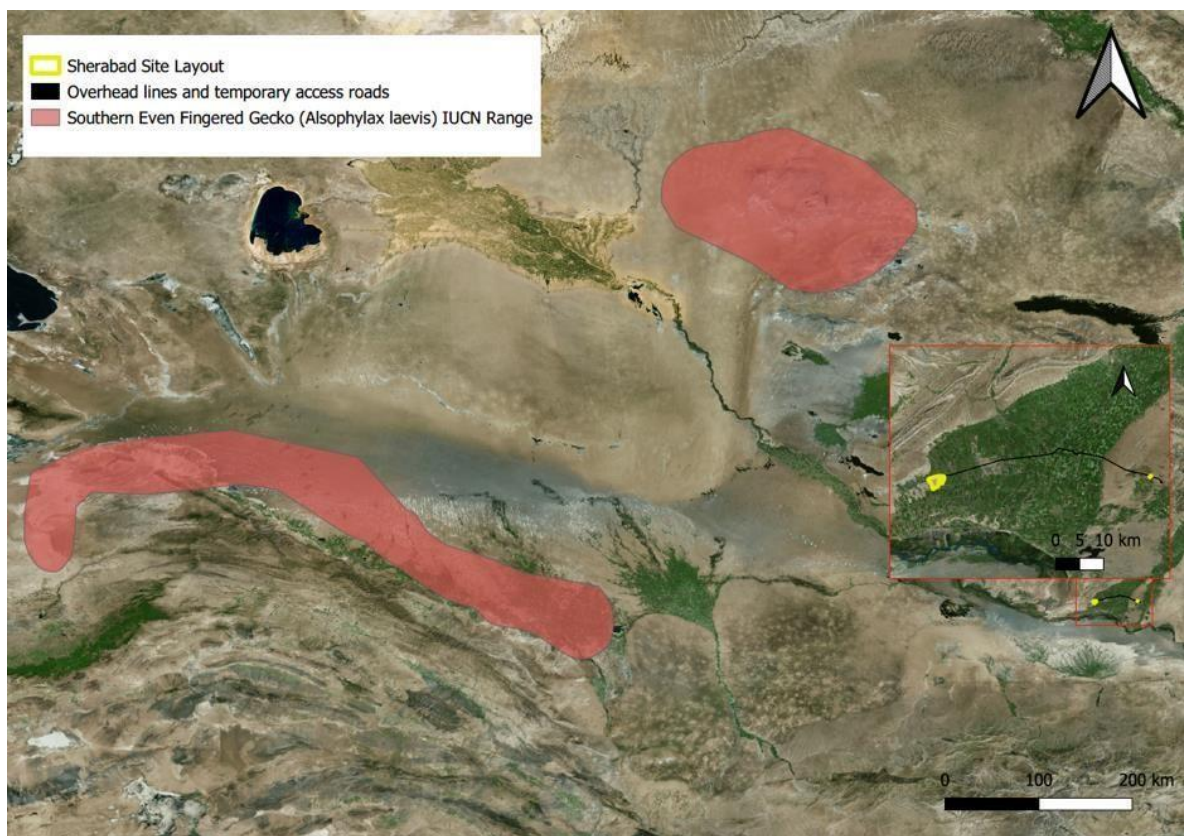 Sherabad Site Layout
Overhead lines and temporary access roads
Southern Even Fingered Gecko (Alsophylax laevis) IUCN Range
0 5 10 km
0 100 200 km